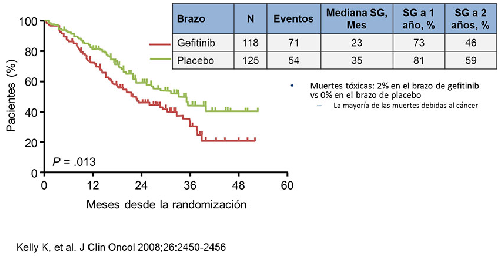 Brazo N Eventos Mediana SG, Mes SG a 1 año, % SG a 2 años, %
Gefitinib 118 71 23 73 46
Placebo 125 54 35 81 59
Muertes tóxicas: 2% en el brazo de gefitinib
vs 0% en el brazo de placebo
– La mayoría de las muertes debidas al cáncer
Gefitinib
Placebo
Pacientes (%)
100
80
60
40
20
0
P = .013
0 12 24 36 48 60
Meses desde la randomización
Kelly K, et al. J Clin Oncol 2008;26:2450-2456